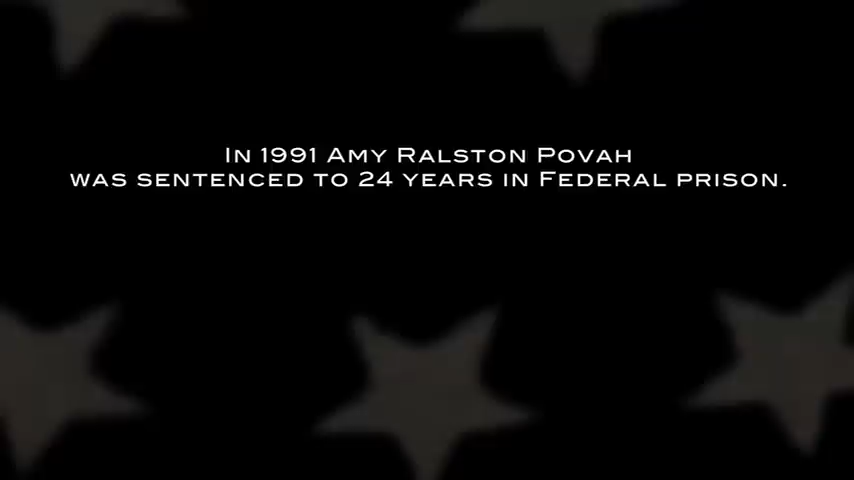 In 1991 Amy Ralston Povah
was sentenced to 24 years in Federal prison.